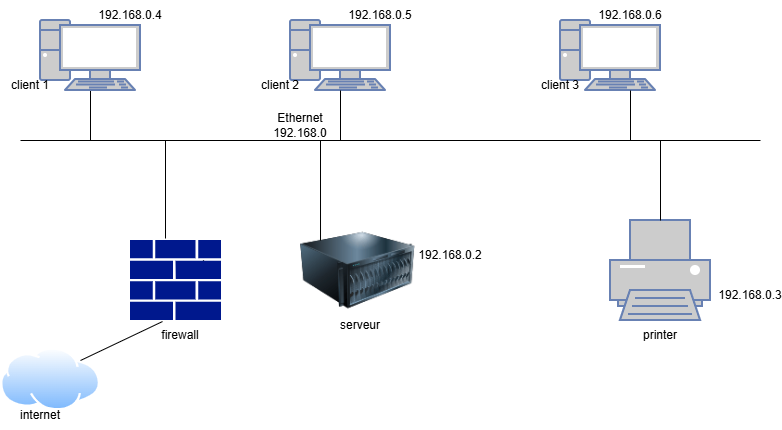 192.168.0.4
192.168.0.5
192.168.0.6
client 1
client 2
client 3
Ethernet
192.168.0
192.168.0.2
192.168.0.3
serveur
firewall
printer
internet